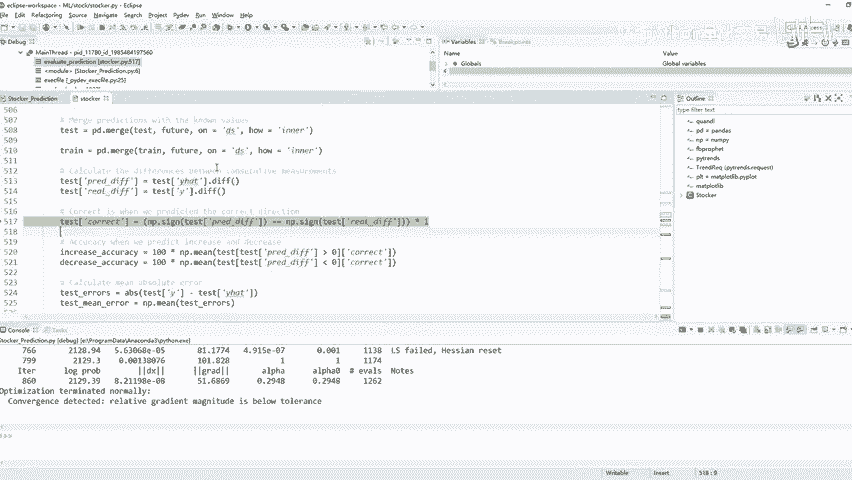 eclipse-workspace - ML/stock/stocker.py - Eclipse
File Edit Refactoring Source Navigate Search Project Pydev Run Window Help
Debug
MainThread - pid_11780_id_1985484197560
evaluate_prediction [stocker.py:517]
<module> [Stocker_Prediction.py:6]
execfile [_pydev_execfile.py:25]
Variables Breakpoints
Name Value
Globals Global variables
Stocker_Prediction stocker
506
507 # Merge predictions with the known values
508 test = pd.merge(test, future, on = 'ds', how = 'inner')
509
510 train = pd.merge(train, future, on = 'ds', how = 'inner')
511
512 # Calculate the differences between consecutive measurements
513 test['pred_diff'] = test['yhat'].diff()
514 test['real_diff'] = test['y'].diff()
515
516 # Correct is when we predicted the correct direction
517 test['correct'] = (np.sign(test['pred_diff']) == np.sign(test['real_diff'])) * 1
518
519 # Accuracy when we predict increase and decrease
520 increase_accuracy = 100 * np.mean(test[test['pred_diff'] > 0]['correct'])
521 decrease_accuracy = 100 * np.mean(test[test['pred_diff'] < 0]['correct'])
522
523 # Calculate mean absolute error
524 test_errors = abs(test['y'] - test['yhat'])
525 test_mean_error = np.mean(test_errors)
Outline
type filter text
quandl
pd = pandas
np = numpy
fbprophet
pytrends
TrendReq (pytrends.request)
plt = matplotlib.pyplot
matplotlib
Stocker
Console Tasks
Stocker_Prediction.py [debug] [e:\ProgramData\Anaconda3\python.exe]
766 2128.94 5.63068e-05 81.1774 4.915e-07 0.001 1138 LS failed, Hessian reset
799 2129.3 0.00138076 101.828 1 1 1174
Iter log prob ||dx|| ||grad|| alpha alpha0 # evals Notes
860 2129.39 8.21198e-08 51.6869 0.2948 0.2948 1262
Optimization terminated normally:
Convergence detected: relative gradient magnitude is below tolerance
>>>
Writable Insert 518 : 9